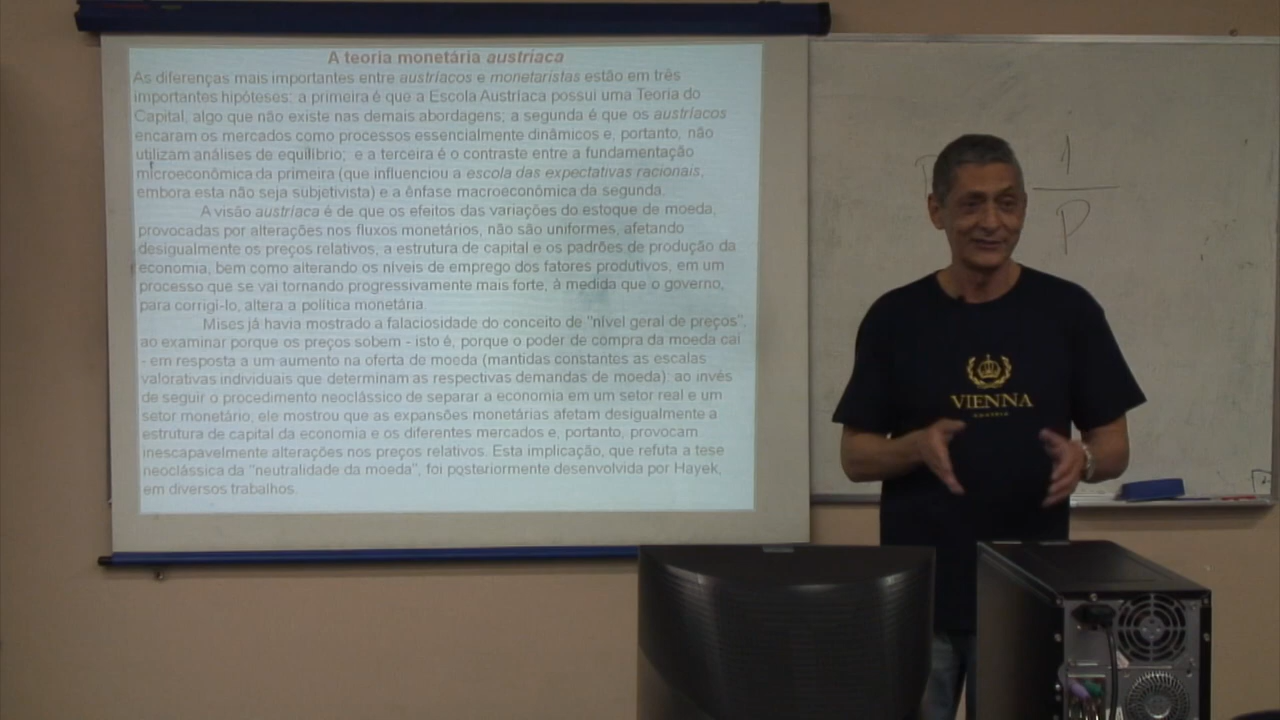 A teoria monetária austríaca
As diferenças mais importantes entre austríacos e monetaristas estão em três
importantes hipóteses: a primeira é que a Escola Austríaca possui uma Teoria do
Capital, algo que não existe nas demais abordagens; a segunda é que os austríacos
encaram os mercados como processos essencialmente dinâmicos e, portanto, não
utilizam análises de equilíbrio; e a terceira é o contraste entre a fundamentação
microeconômica da primeira (que influenciou a escola das expectativas racionais,
embora esta não seja subjetivista) e a ênfase macroeconômica da segunda.
A visão austríaca é de que os efeitos das variações do estoque de moeda,
provocadas por alterações nos fluxos monetários, não são uniformes, afetando
desigualmente os preços relativos, a estrutura de capital e os padrões de produção da
economia, bem como alterando os níveis de emprego dos fatores produtivos, em um
processo que se vai tornando progressivamente mais forte, à medida que o governo,
para corrigi-lo, altera a política monetária.
Mises já havia mostrado a falaciosidade do conceito de "nível geral de preços",
ao examinar porque os preços sobem - isto é, porque o poder de compra da moeda cai
- em resposta a um aumento na oferta de moeda (mantidas constantes as escalas
valorativas individuais que determinam as respectivas demandas de moeda): ao invés
de seguir o procedimento neoclássico de separar a economia em um setor real e um
setor monetário, ele mostrou que as expansões monetárias afetam desigualmente a
estrutura de capital da economia e os diferentes mercados e, portanto, provocam
inescapavelmente alterações nos preços relativos. Esta implicação, que refuta a tese
neoclássica da "neutralidade da moeda", foi posteriormente desenvolvida por Hayek,
em diversos trabalhos.
1
P
VIENNA